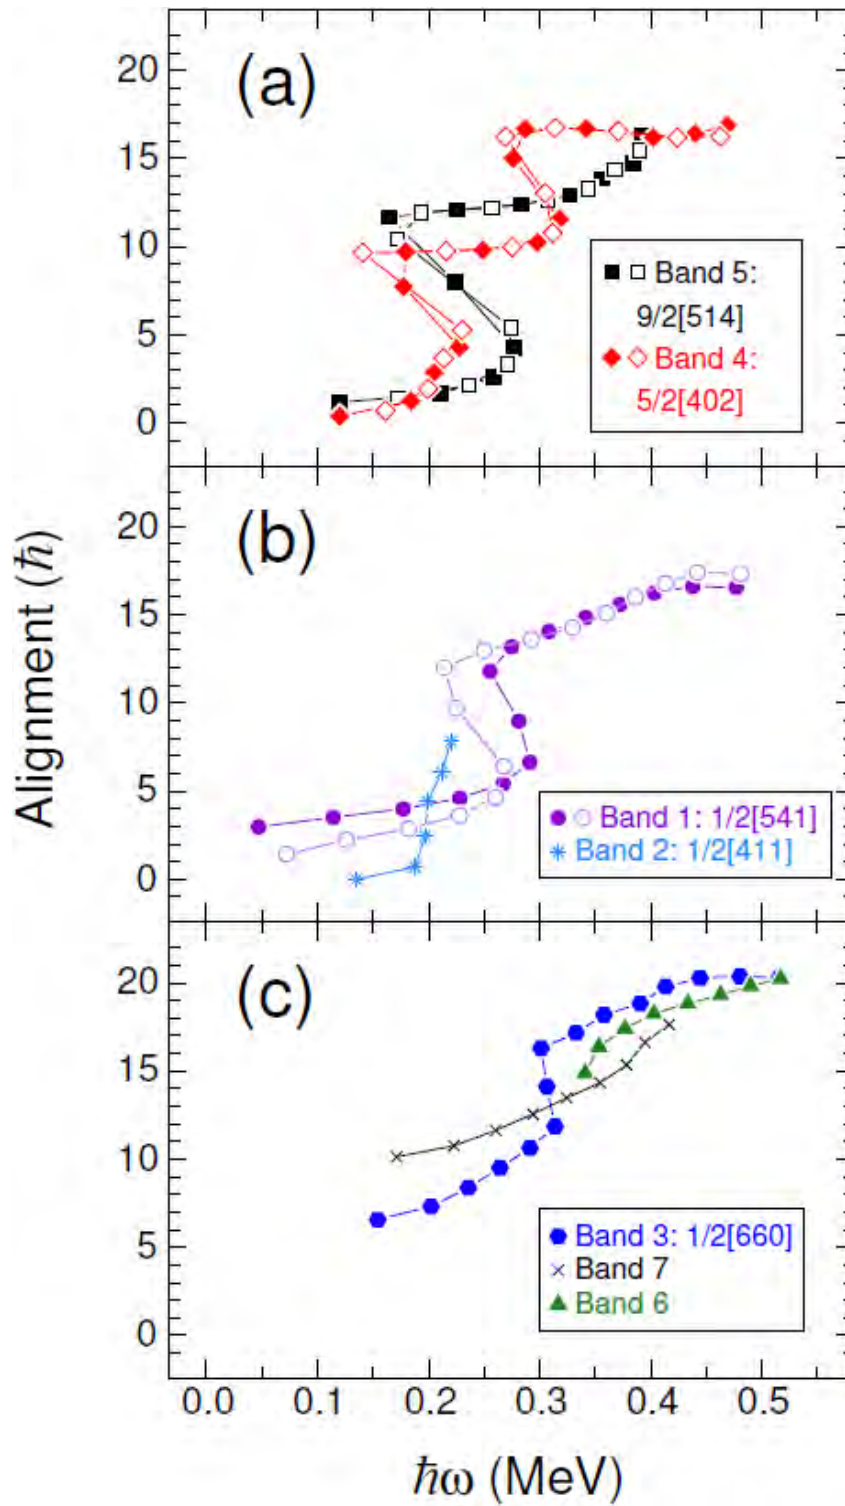 (a)
20
15
10
5
0
Band 5:
9/2[514]
Band 4:
5/2[402]
(b)
20
15
10
5
0
Band 1: 1/2[541]
Band 2: 1/2[411]
Alignment (ℏ)
(c)
20
15
10
5
0
Band 3: 1/2[660]
Band 7
Band 6
0.0 0.1 0.2 0.3 0.4 0.5
ℏω (MeV)